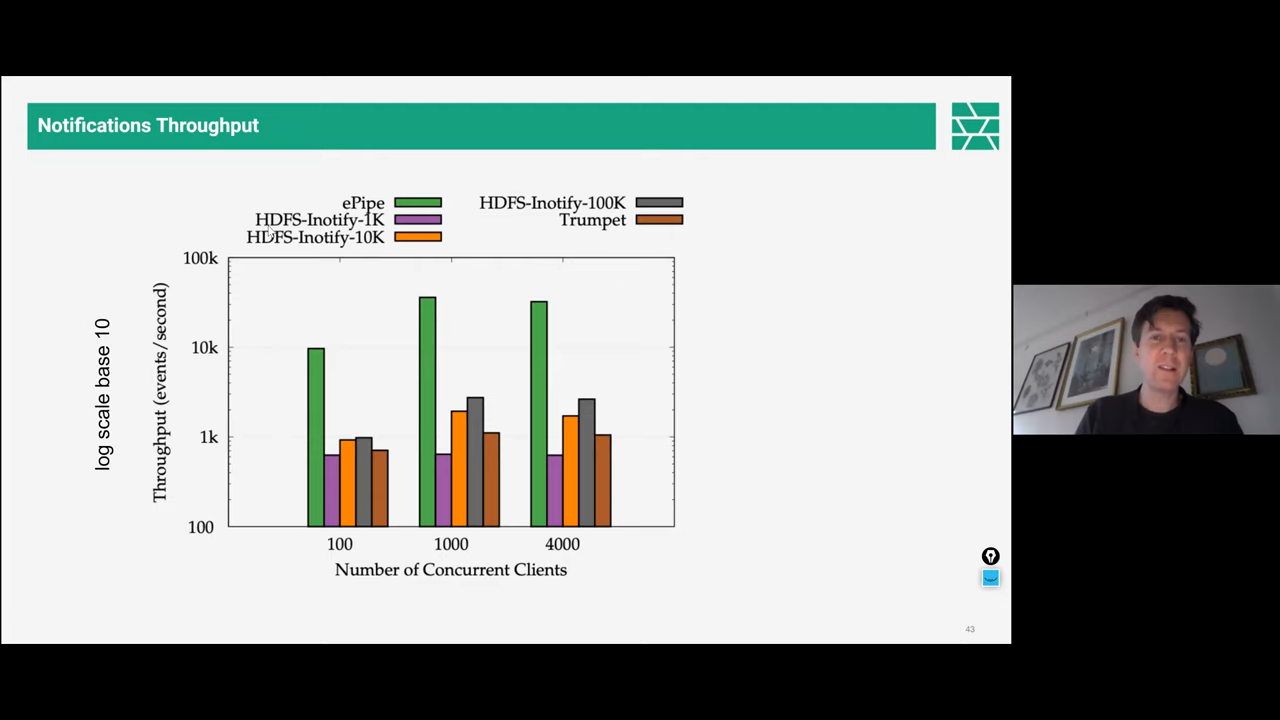 Notifications Throughput
ePipe
HDFS-Inotify-1K
HDFS-Inotify-10K
HDFS-Inotify-100K
Trumpet
log scale base 10
Throughput (events/second)
100k
10k
1k
100
100
1000
4000
Number of Concurrent Clients
43